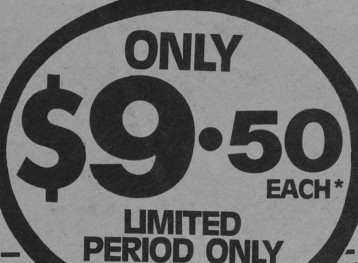 ONLY
$9·50
EACH*
LIMITED
PERIOD ONLY